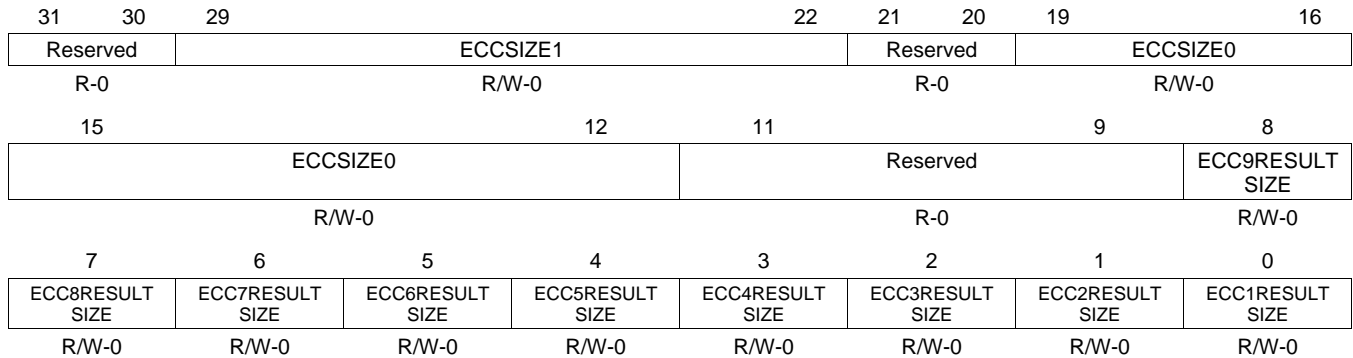 31 30 29 22 21 20 19 16
Reserved ECCSIZE1 Reserved ECCSIZE0
R-0 R/W-0 R-0 R/W-0
15 12 11 9 8
ECCSIZE0 Reserved ECC9RESULT
SIZE
R/W-0 R-0 R/W-0
7 6 5 4 3 2 1 0
ECC8RESULT ECC7RESULT ECC6RESULT ECC5RESULT ECC4RESULT ECC3RESULT ECC2RESULT ECC1RESULT
SIZE SIZE SIZE SIZE SIZE SIZE SIZE SIZE
R/W-0 R/W-0 R/W-0 R/W-0 R/W-0 R/W-0 R/W-0 R/W-0